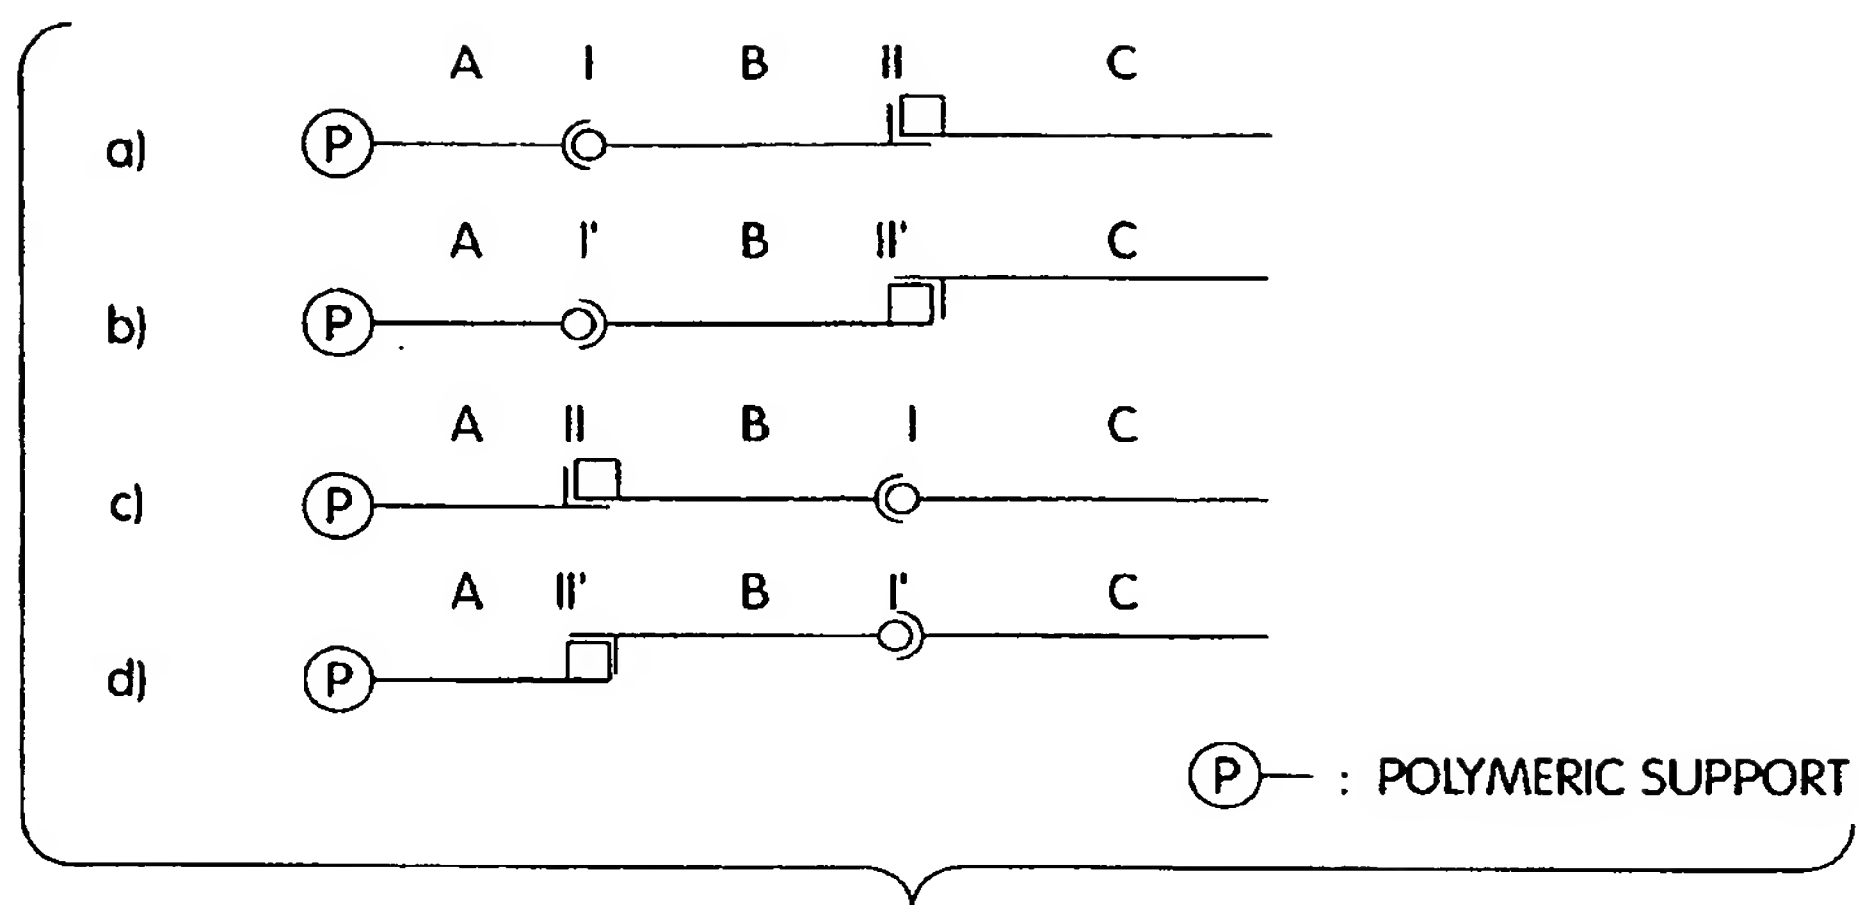 A I B II C
a) P
A I' B II' C
b) P
A II B I C
c) P
A II' B I' C
d) P
P : POLYMERIC SUPPORT